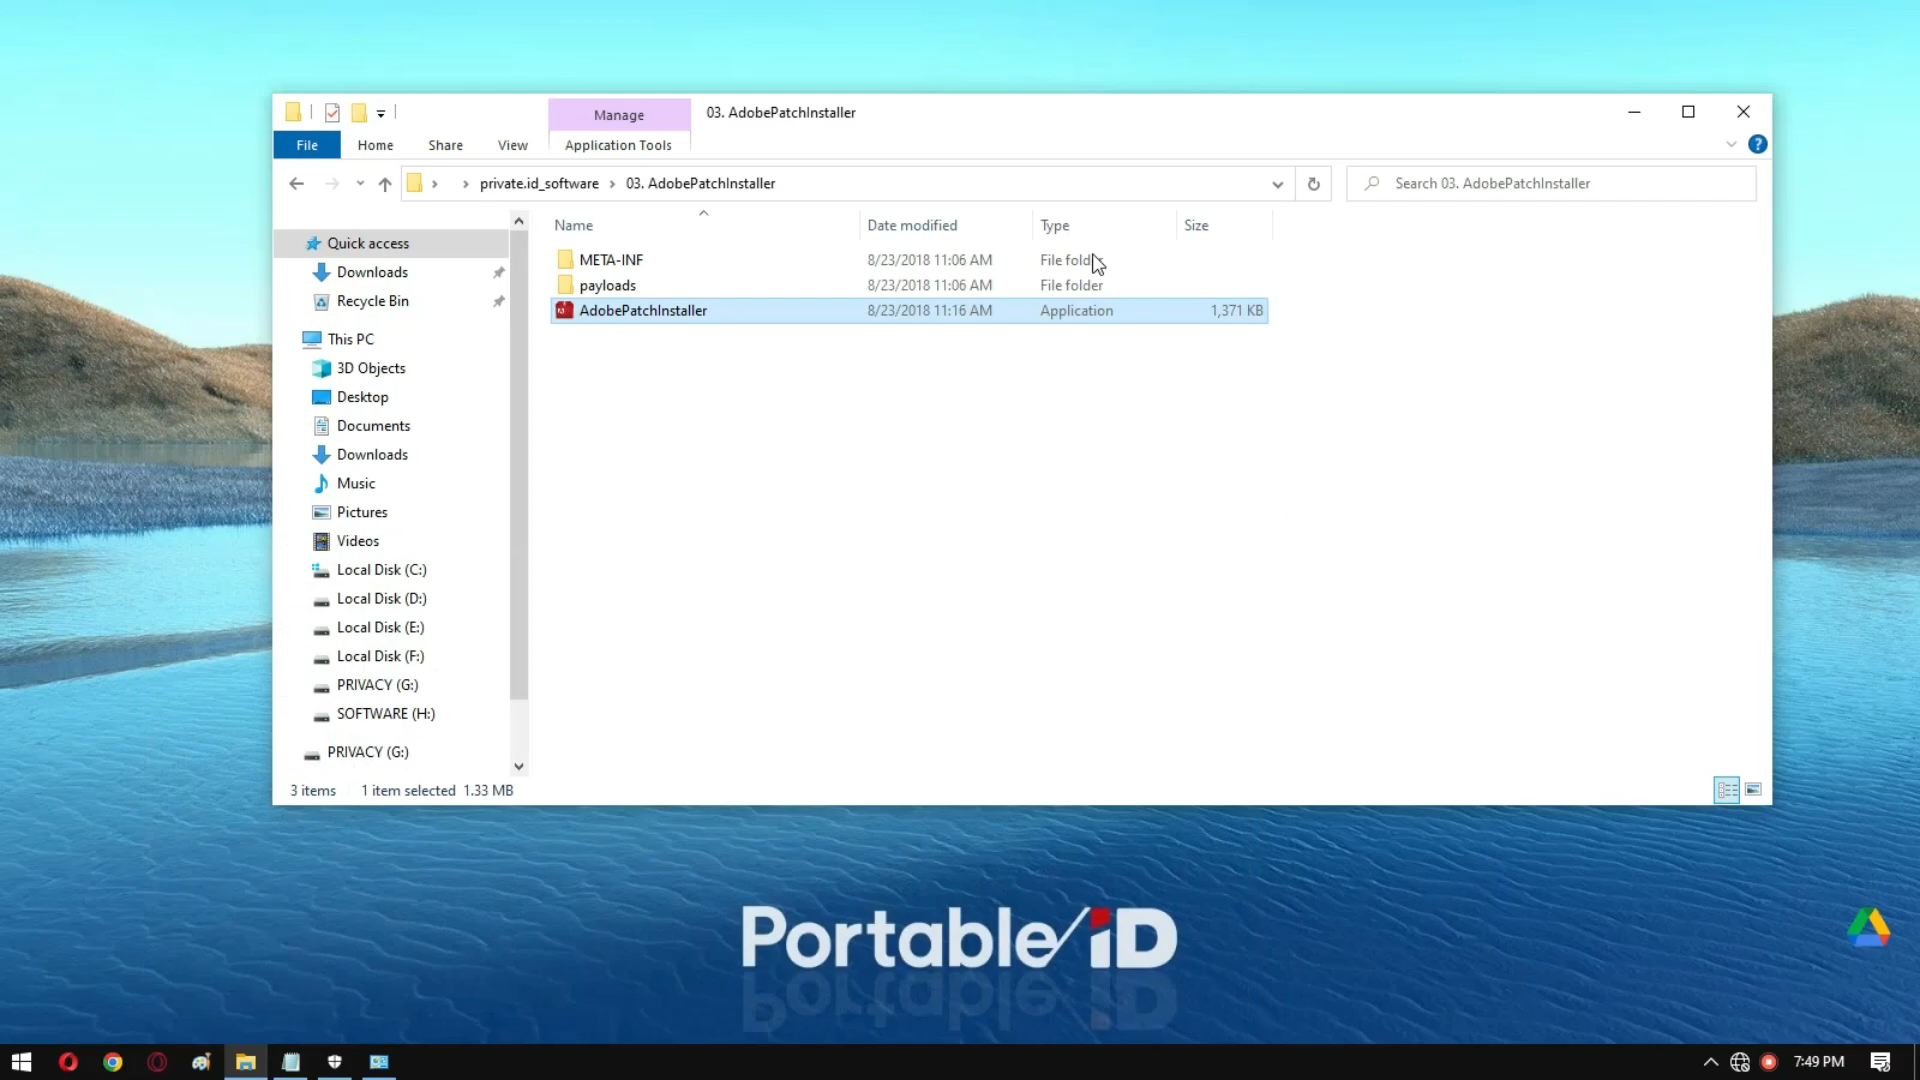 Manage
03. AdobePatchInstaller
File
Home
Share
View
Application Tools
private.id_software
03. AdobePatchInstaller
Search 03. AdobePatchInstaller
Name
Date modified
Type
Size
META-INF
8/23/2018 11:06 AM
File folder
payloads
8/23/2018 11:06 AM
File folder
AdobePatchInstaller
8/23/2018 11:16 AM
Application
1,371 KB
Quick access
Downloads
Recycle Bin
This PC
3D Objects
Desktop
Documents
Downloads
Music
Pictures
Videos
Local Disk (C:)
Local Disk (D:)
Local Disk (E:)
Local Disk (F:)
PRIVACY (G:)
SOFTWARE (H:)
PRIVACY (G:)
3 items
1 item selected 1.33 MB
Portable/iD
7:49 PM